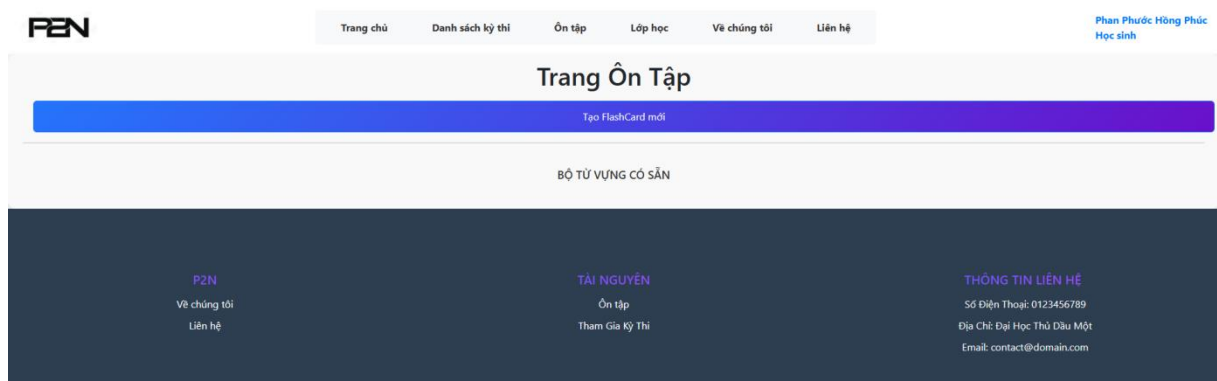 P2N
Trang chủ Danh sách kỳ thi Ôn tập Lớp học Về chúng tôi Liên hệ
Phan Phước Hồng Phúc
Học sinh
Trang Ôn Tập
Tạo FlashCard mới
BỘ TỪ VỰNG CÓ SẴN
P2N
Về chúng tôi
Liên hệ
TÀI NGUYÊN
Ôn tập
Tham Gia Kỳ Thi
THÔNG TIN LIÊN HỆ
Số Điện Thoại: 0123456789
Địa Chỉ: Đại Học Thủ Dầu Một
Email: contact@domain.com